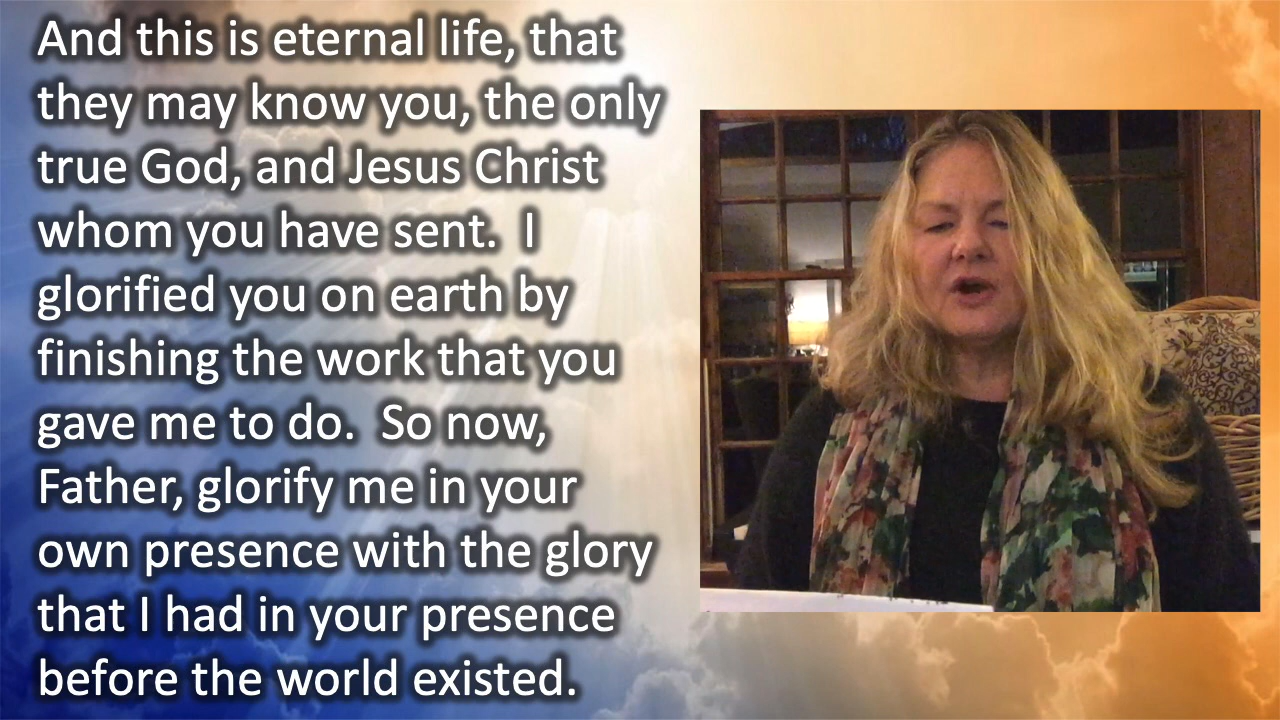 And this is eternal life, that
they may know you, the only
true God, and Jesus Christ
whom you have sent.  I
glorified you on earth by
finishing the work that you
gave me to do.  So now,
Father, glorify me in your
own presence with the glory
that I had in your presence
before the world existed.